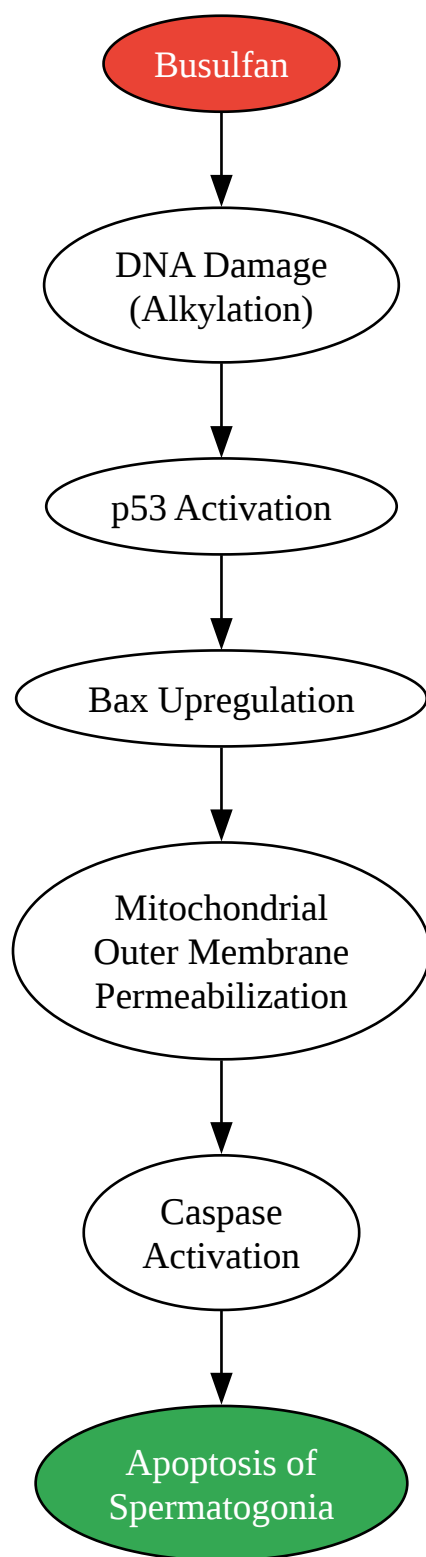 Busulfan
DNA Damage
(Alkylation)
p53 Activation
Bax Upregulation
Mitochondrial
Outer Membrane
Permeabilization
Caspase
Activation
Apoptosis of
Spermatogonia